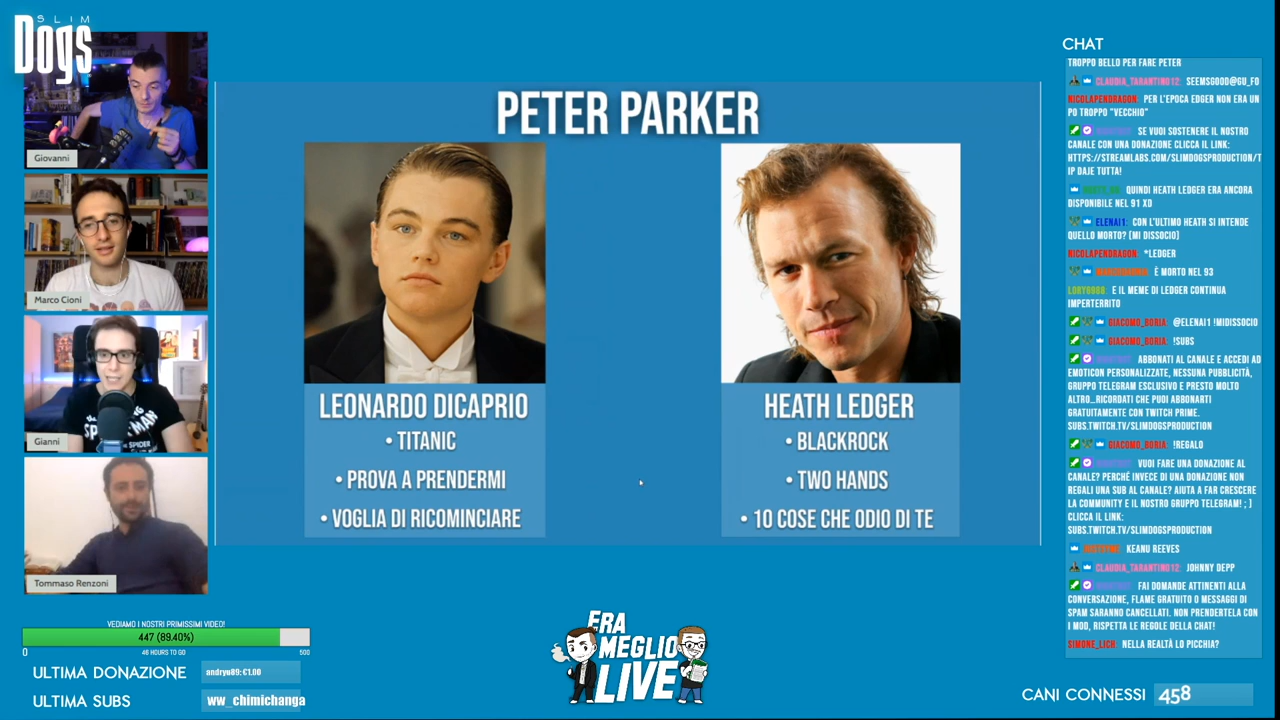 SLIM
Dogs
Giovanni
Marco Cioni
Gianni
Tommaso Renzoni
VEDIAMO I NOSTRI PRIMISSIMI VIDEO!
447 (89.40%)
0
46 HOURS TO GO
500
ULTIMA DONAZIONE
andryu89: €1.00
ULTIMA SUBS
ww_chimichanga
PETER PARKER
LEONARDO DICAPRIO
• TITANIC
• PROVA A PRENDERMI
• VOGLIA DI RICOMINCIARE
HEATH LEDGER
• BLACKROCK
• TWO HANDS
• 10 COSE CHE ODIO DI TE
ERA
MEGLIO
LIVE
CHAT
TROPPO BELLO PER FARE PETER
CLAUDIA_TARANTINO12: SEEMSGOOD@GU_FO
NICOLAPENDRAGON: PER L'EPOCA EDGER NON ERA UN
PO TROPPO "VECCHIO"
SE VUOI SOSTENERE IL NOSTRO
CANALE CON UNA DONAZIONE CLICCA IL LINK:
HTTPS://STREAMLABS.COM/SLIMDOGSPRODUCTION/T
IP DAJE TUTTA!
QUINDI HEATH LEDGER ERA ANCORA
DISPONIBILE NEL 91 XD
ELENAI1: CON L'ULTIMO HEATH SI INTENDE
QUELLO MORTO? (MI DISSOCIO)
NICOLAPENDRAGON: *LEDGER
È MORTO NEL 93
LORY6088: E IL MEME DI LEDGER CONTINUA
IMPERTERRITO
GIACOMO_BORIA: @ELENAI1 !MIDISSOCIO
GIACOMO_BORIA: !SUBS
ABBONATI AL CANALE E ACCEDI AD
EMOTICON PERSONALIZZATE, NESSUNA PUBBLICITÀ,
GRUPPO TELEGRAM ESCLUSIVO E PRESTO MOLTO
ALTRO...RICORDATI CHE PUOI ABBONARTI
GRATUITAMENTE CON TWITCH PRIME.
SUBS.TWITCH.TV/SLIMDOGSPRODUCTION
GIACOMO_BORIA: !REGALO
VUOI FARE UNA DONAZIONE AL
CANALE? PERCHÉ INVECE DI UNA DONAZIONE NON
REGALI UNA SUB AL CANALE? AIUTA A FAR CRESCERE
LA COMMUNITY E IL NOSTRO GRUPPO TELEGRAM! ; )
CLICCA IL LINK:
SUBS.TWITCH.TV/SLIMDOGSPRODUCTION
KEANU REEVES
CLAUDIA_TARANTINO12: JOHNNY DEPP
FAI DOMANDE ATTINENTI ALLA
CONVERSAZIONE, FLAME GRATUITO O MESSAGGI DI
SPAM SARANNO CANCELLATI. NON PRENDERTELA CON
I MOD, RISPETTA LE REGOLE DELLA CHAT!
SIMONE_LICH: NELLA REALTÀ LO PICCHIA?
CANI CONNESSI 458